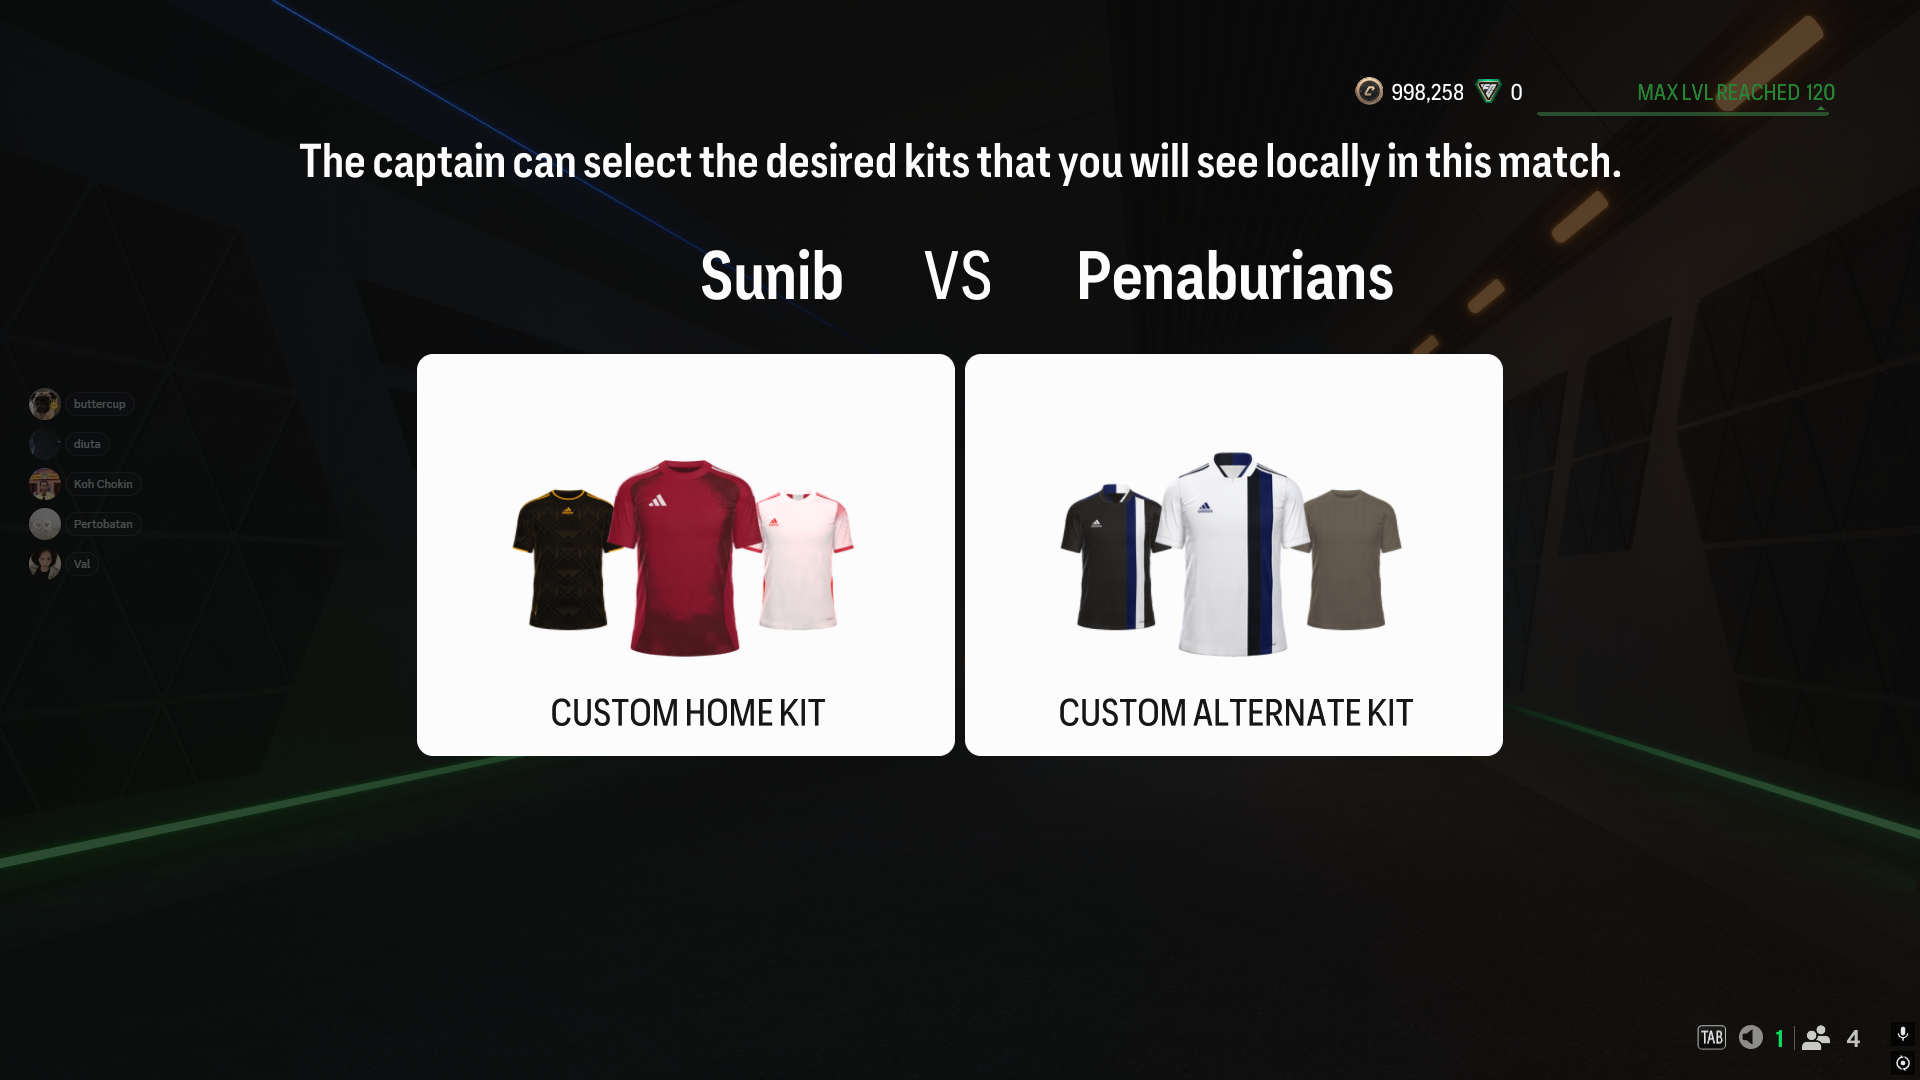 998,258 0 MAX LVL REACHED 120
The captain can select the desired kits that you will see locally in this match.
Sunib VS Penaburians
buttercup
diuta
Koh Chokin
Pertobatan
Val
CUSTOM HOME KIT
CUSTOM ALTERNATE KIT
TAB 1 4